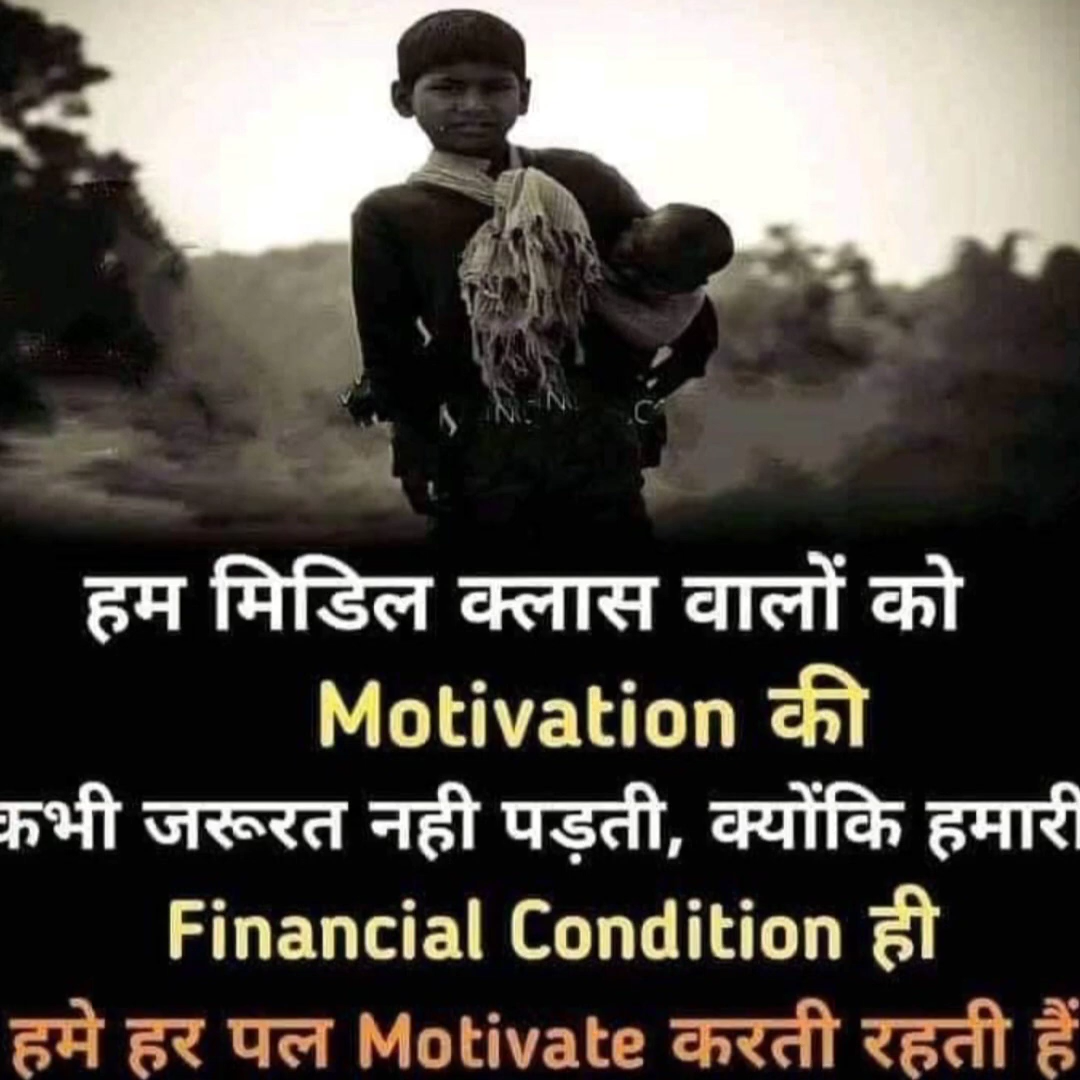 हम मिडिल क्लास वालों को
Motivation की
कभी जरूरत नही पड़ती, क्योंकि हमारी
Financial Condition ही
हमे हर पल Motivate करती रहती हैं